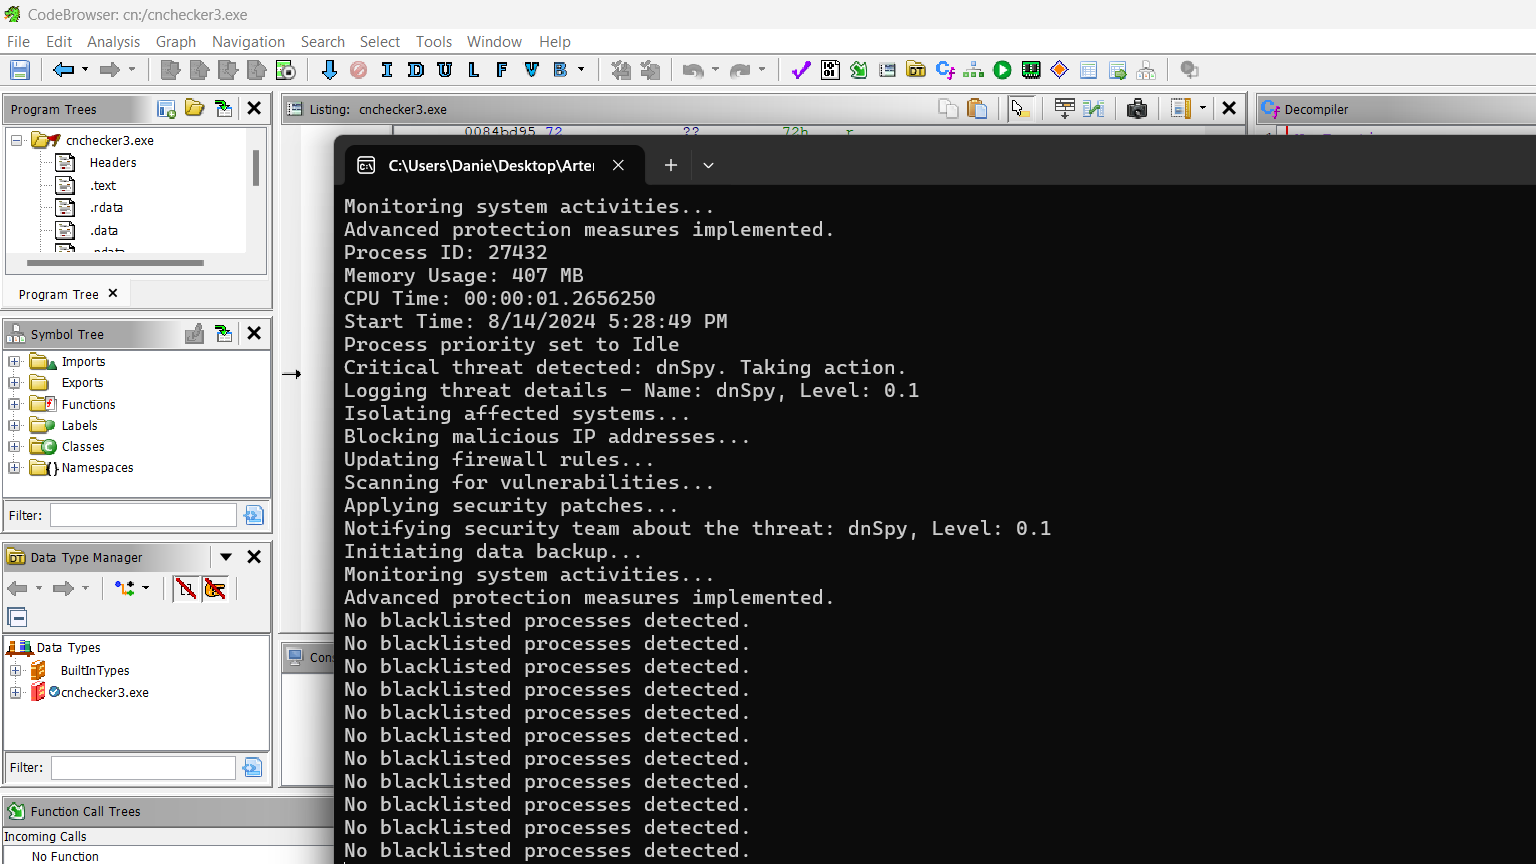 CodeBrowser: cn:/cnchecker3.exe
File Edit Analysis Graph Navigation Search Select Tools Window Help
I D U L F V B
Program Trees
cnchecker3.exe
Headers
.text
.rdata
.data
Program Tree
Symbol Tree
Imports
Exports
Functions
Labels
Classes
Namespaces
Filter:
Data Type Manager
Data Types
BuiltInTypes
cnchecker3.exe
Filter:
Function Call Trees
Incoming Calls
No Function
Listing: cnchecker3.exe
0084bd95 72 ?? 72h r
Decompiler
Cons
C:\Users\Danie\Desktop\Arte
Monitoring system activities...
Advanced protection measures implemented.
Process ID: 27432
Memory Usage: 407 MB
CPU Time: 00:00:01.2656250
Start Time: 8/14/2024 5:28:49 PM
Process priority set to Idle
Critical threat detected: dnSpy. Taking action.
Logging threat details - Name: dnSpy, Level: 0.1
Isolating affected systems...
Blocking malicious IP addresses...
Updating firewall rules...
Scanning for vulnerabilities...
Applying security patches...
Notifying security team about the threat: dnSpy, Level: 0.1
Initiating data backup...
Monitoring system activities...
Advanced protection measures implemented.
No blacklisted processes detected.
No blacklisted processes detected.
No blacklisted processes detected.
No blacklisted processes detected.
No blacklisted processes detected.
No blacklisted processes detected.
No blacklisted processes detected.
No blacklisted processes detected.
No blacklisted processes detected.
No blacklisted processes detected.
No blacklisted processes detected.